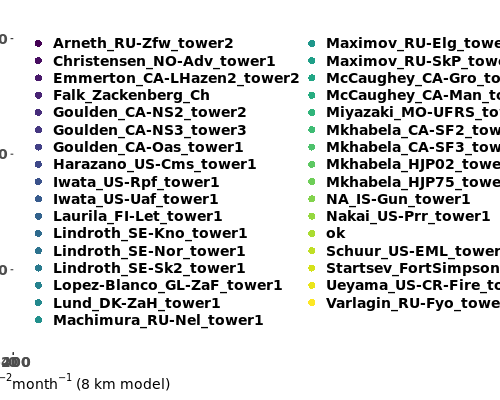 Arneth_RU-Zfw_tower2
Christensen_NO-Adv_tower1
Emmerton_CA-LHazen2_tower2
Falk_Zackenberg_Ch
Goulden_CA-NS2_tower2
Goulden_CA-NS3_tower3
Goulden_CA-Oas_tower1
Harazano_US-Cms_tower1
Iwata_US-Rpf_tower1
Iwata_US-Uaf_tower1
Laurila_FI-Let_tower1
Lindroth_SE-Kno_tower1
Lindroth_SE-Nor_tower1
Lindroth_SE-Sk2_tower1
Lopez-Blanco_GL-ZaF_tower1
Lund_DK-ZaH_tower1
Machimura_RU-Nel_tower1
Maximov_RU-Elg_towe
Maximov_RU-SkP_towe
McCaughey_CA-Gro_to
McCaughey_CA-Man_to
Miyazaki_MO-UFRS_to
Mkhabela_CA-SF2_tow
Mkhabela_CA-SF3_tow
Mkhabela_HJP02_towe
Mkhabela_HJP75_towe
NA_IS-Gun_tower1
Nakai_US-Prr_tower1
ok
Schuur_US-EML_tower
Startsev_FortSimpson
Ueyama_US-CR-Fire_to
Varlagin_RU-Fyo_towe
0
0
0
⁻²month⁻¹ (8 km model)